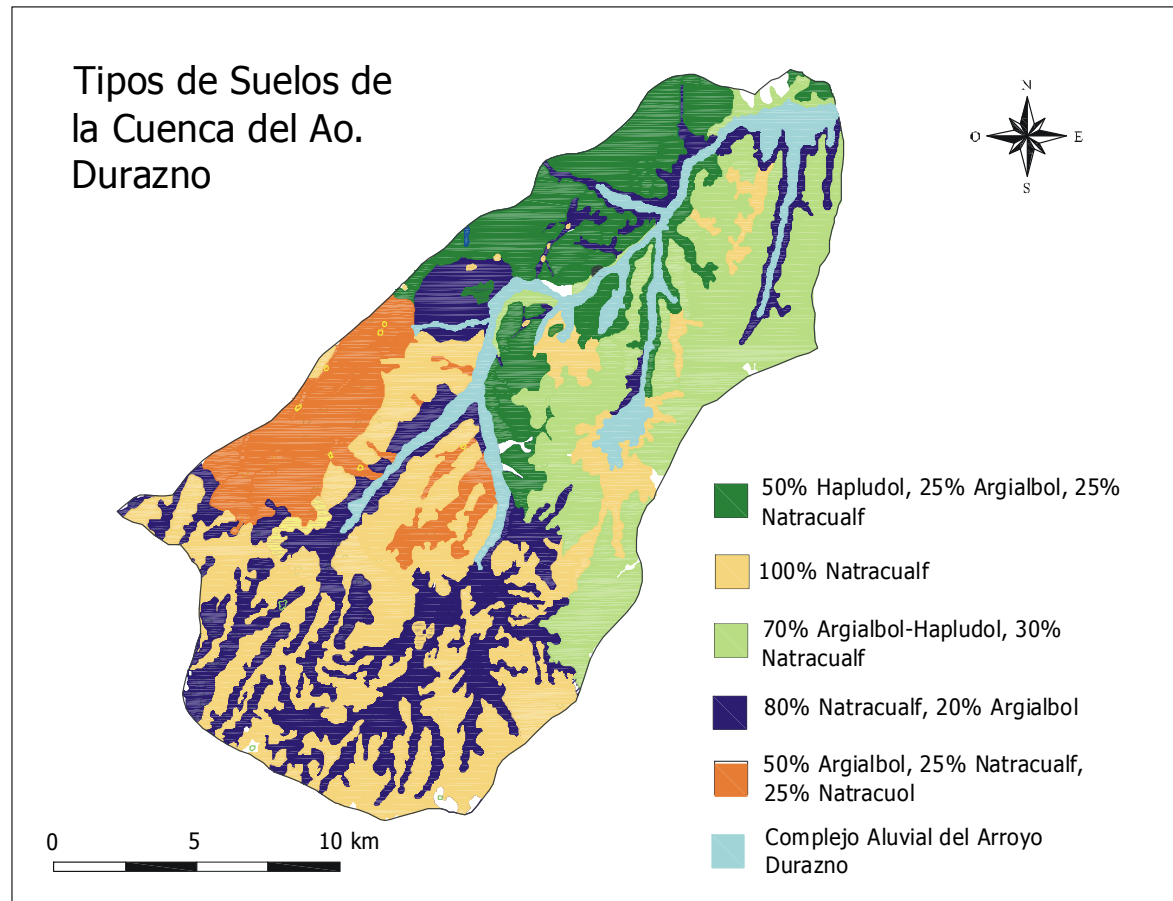 Tipos de Suelos de
la Cuenca del Ao.
Durazno
N
O
E
S
50% Hapludol, 25% Argialbol, 25%
Natracualf
100% Natracualf
70% Argialbol-Hapludol, 30%
Natracualf
80% Natracualf, 20% Argialbol
50% Argialbol, 25% Natracualf,
25% Natracuol
Complejo Aluvial del Arroyo
Durazno
0 5 10 km